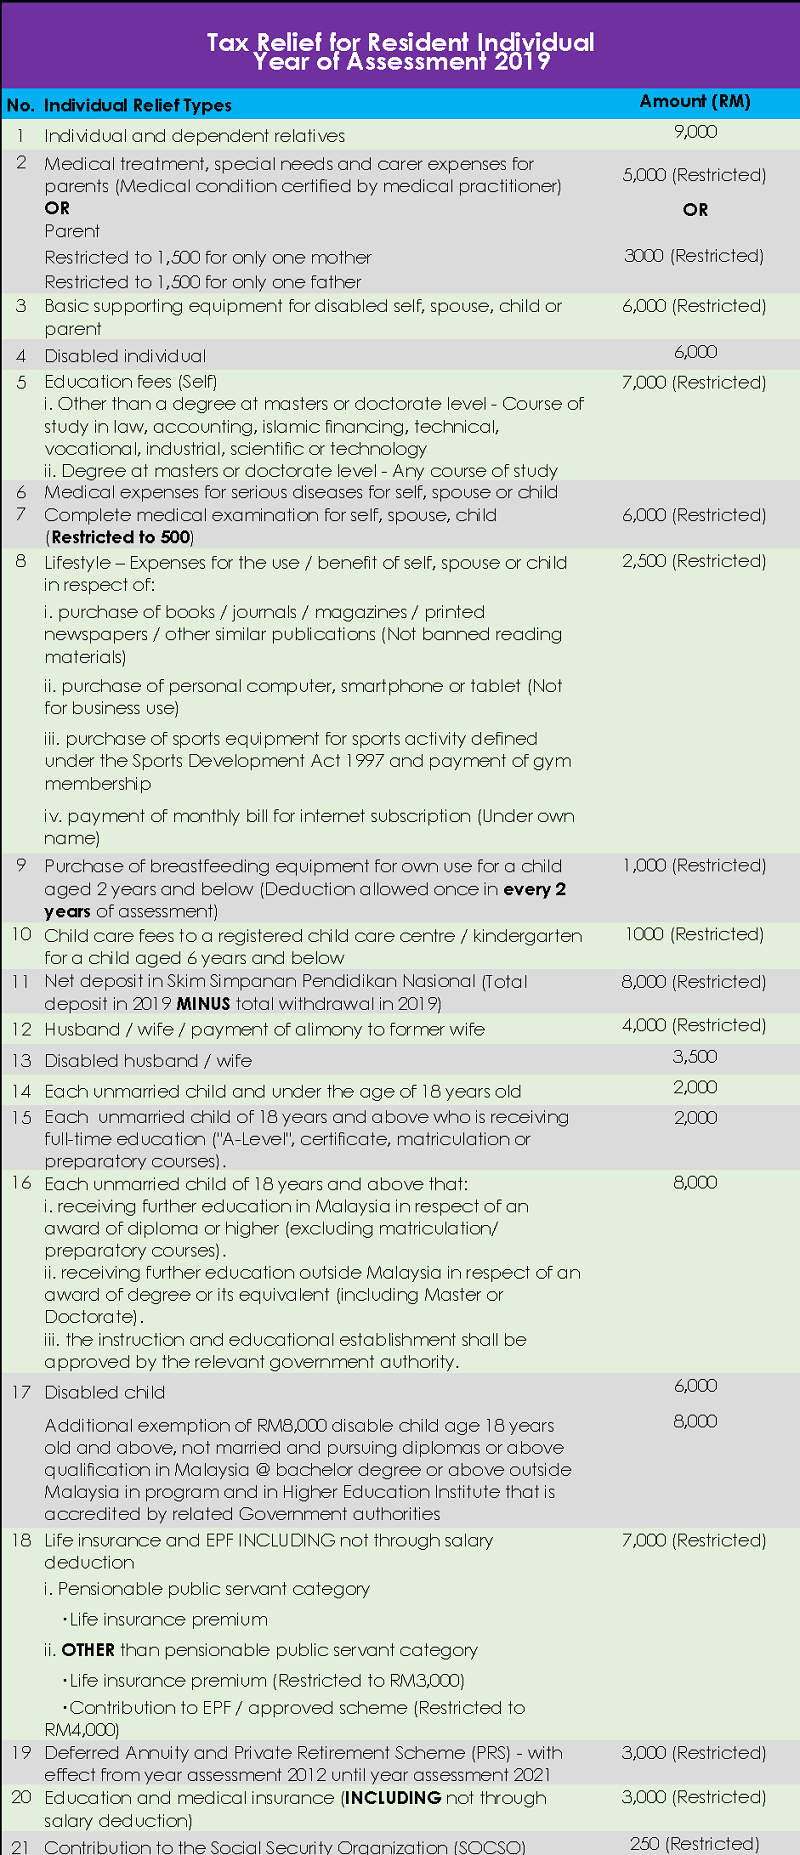 Tax Relief for Resident Individual
Year of Assessment 2019
No. Individual Relief Types Amount (RM)
1 Individual and dependent relatives 9,000
2 Medical treatment, special needs and carer expenses for
parents (Medical condition certified by medical practitioner) 5,000 (Restricted)
OR OR
Parent
Restricted to 1,500 for only one mother 3000 (Restricted)
Restricted to 1,500 for only one father
3 Basic supporting equipment for disabled self, spouse, child or 6,000 (Restricted)
parent
4 Disabled individual 6,000
5 Education fees (Self) 7,000 (Restricted)
i. Other than a degree at masters or doctorate level - Course of
study in law, accounting, islamic financing, technical,
vocational, industrial, scientific or technology
ii. Degree at masters or doctorate level - Any course of study
6 Medical expenses for serious diseases for self, spouse or child
7 Complete medical examination for self, spouse, child 6,000 (Restricted)
(Restricted to 500)
8 Lifestyle – Expenses for the use / benefit of self, spouse or child 2,500 (Restricted)
in respect of:
i. purchase of books / journals / magazines / printed
newspapers / other similar publications (Not banned reading
materials)
ii. purchase of personal computer, smartphone or tablet (Not
for business use)
iii. purchase of sports equipment for sports activity defined
under the Sports Development Act 1997 and payment of gym
membership
iv. payment of monthly bill for internet subscription (Under own
name)
9 Purchase of breastfeeding equipment for own use for a child 1,000 (Restricted)
aged 2 years and below (Deduction allowed once in every 2
years of assessment)
10 Child care fees to a registered child care centre / kindergarten 1000 (Restricted)
for a child aged 6 years and below
11 Net deposit in Skim Simpanan Pendidikan Nasional (Total 8,000 (Restricted)
deposit in 2019 MINUS total withdrawal in 2019)
12 Husband / wife / payment of alimony to former wife 4,000 (Restricted)
13 Disabled husband / wife 3,500
14 Each unmarried child and under the age of 18 years old 2,000
15 Each unmarried child of 18 years and above who is receiving 2,000
full-time education ("A-Level", certificate, matriculation or
preparatory courses).
16 Each unmarried child of 18 years and above that: 8,000
i. receiving further education in Malaysia in respect of an
award of diploma or higher (excluding matriculation/
preparatory courses).
ii. receiving further education outside Malaysia in respect of an
award of degree or its equivalent (including Master or
Doctorate).
iii. the instruction and educational establishment shall be
approved by the relevant government authority.
17 Disabled child 6,000
Additional exemption of RM8,000 disable child age 18 years 8,000
old and above, not married and pursuing diplomas or above
qualification in Malaysia @ bachelor degree or above outside
Malaysia in program and in Higher Education Institute that is
accredited by related Government authorities
18 Life insurance and EPF INCLUDING not through salary 7,000 (Restricted)
deduction
i. Pensionable public servant category
·Life insurance premium
ii. OTHER than pensionable public servant category
·Life insurance premium (Restricted to RM3,000)
·Contribution to EPF / approved scheme (Restricted to
RM4,000)
19 Deferred Annuity and Private Retirement Scheme (PRS) - with 3,000 (Restricted)
effect from year assessment 2012 until year assessment 2021
20 Education and medical insurance (INCLUDING not through 3,000 (Restricted)
salary deduction)
21 Contribution to the Social Security Organization (SOCSO) 250 (Restricted)